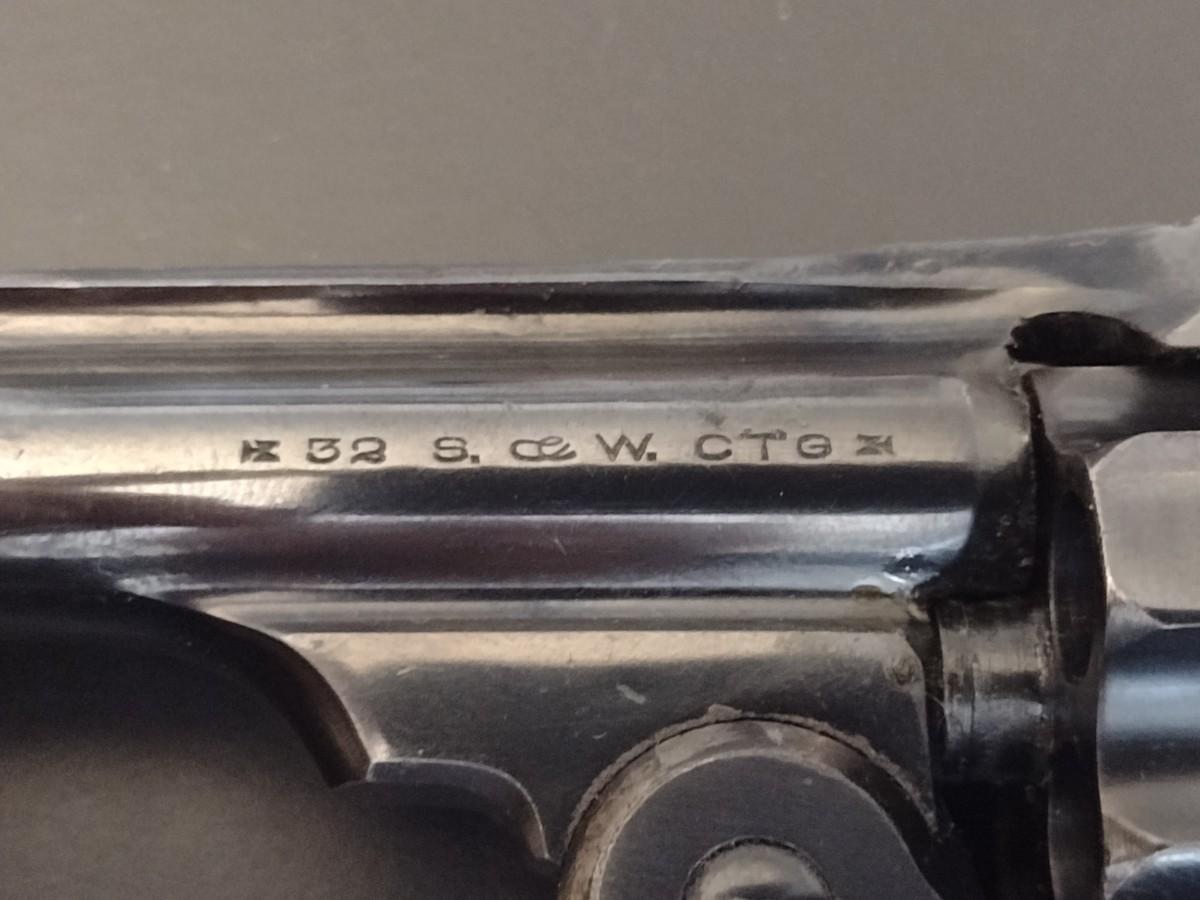 32 S. & W. CTG